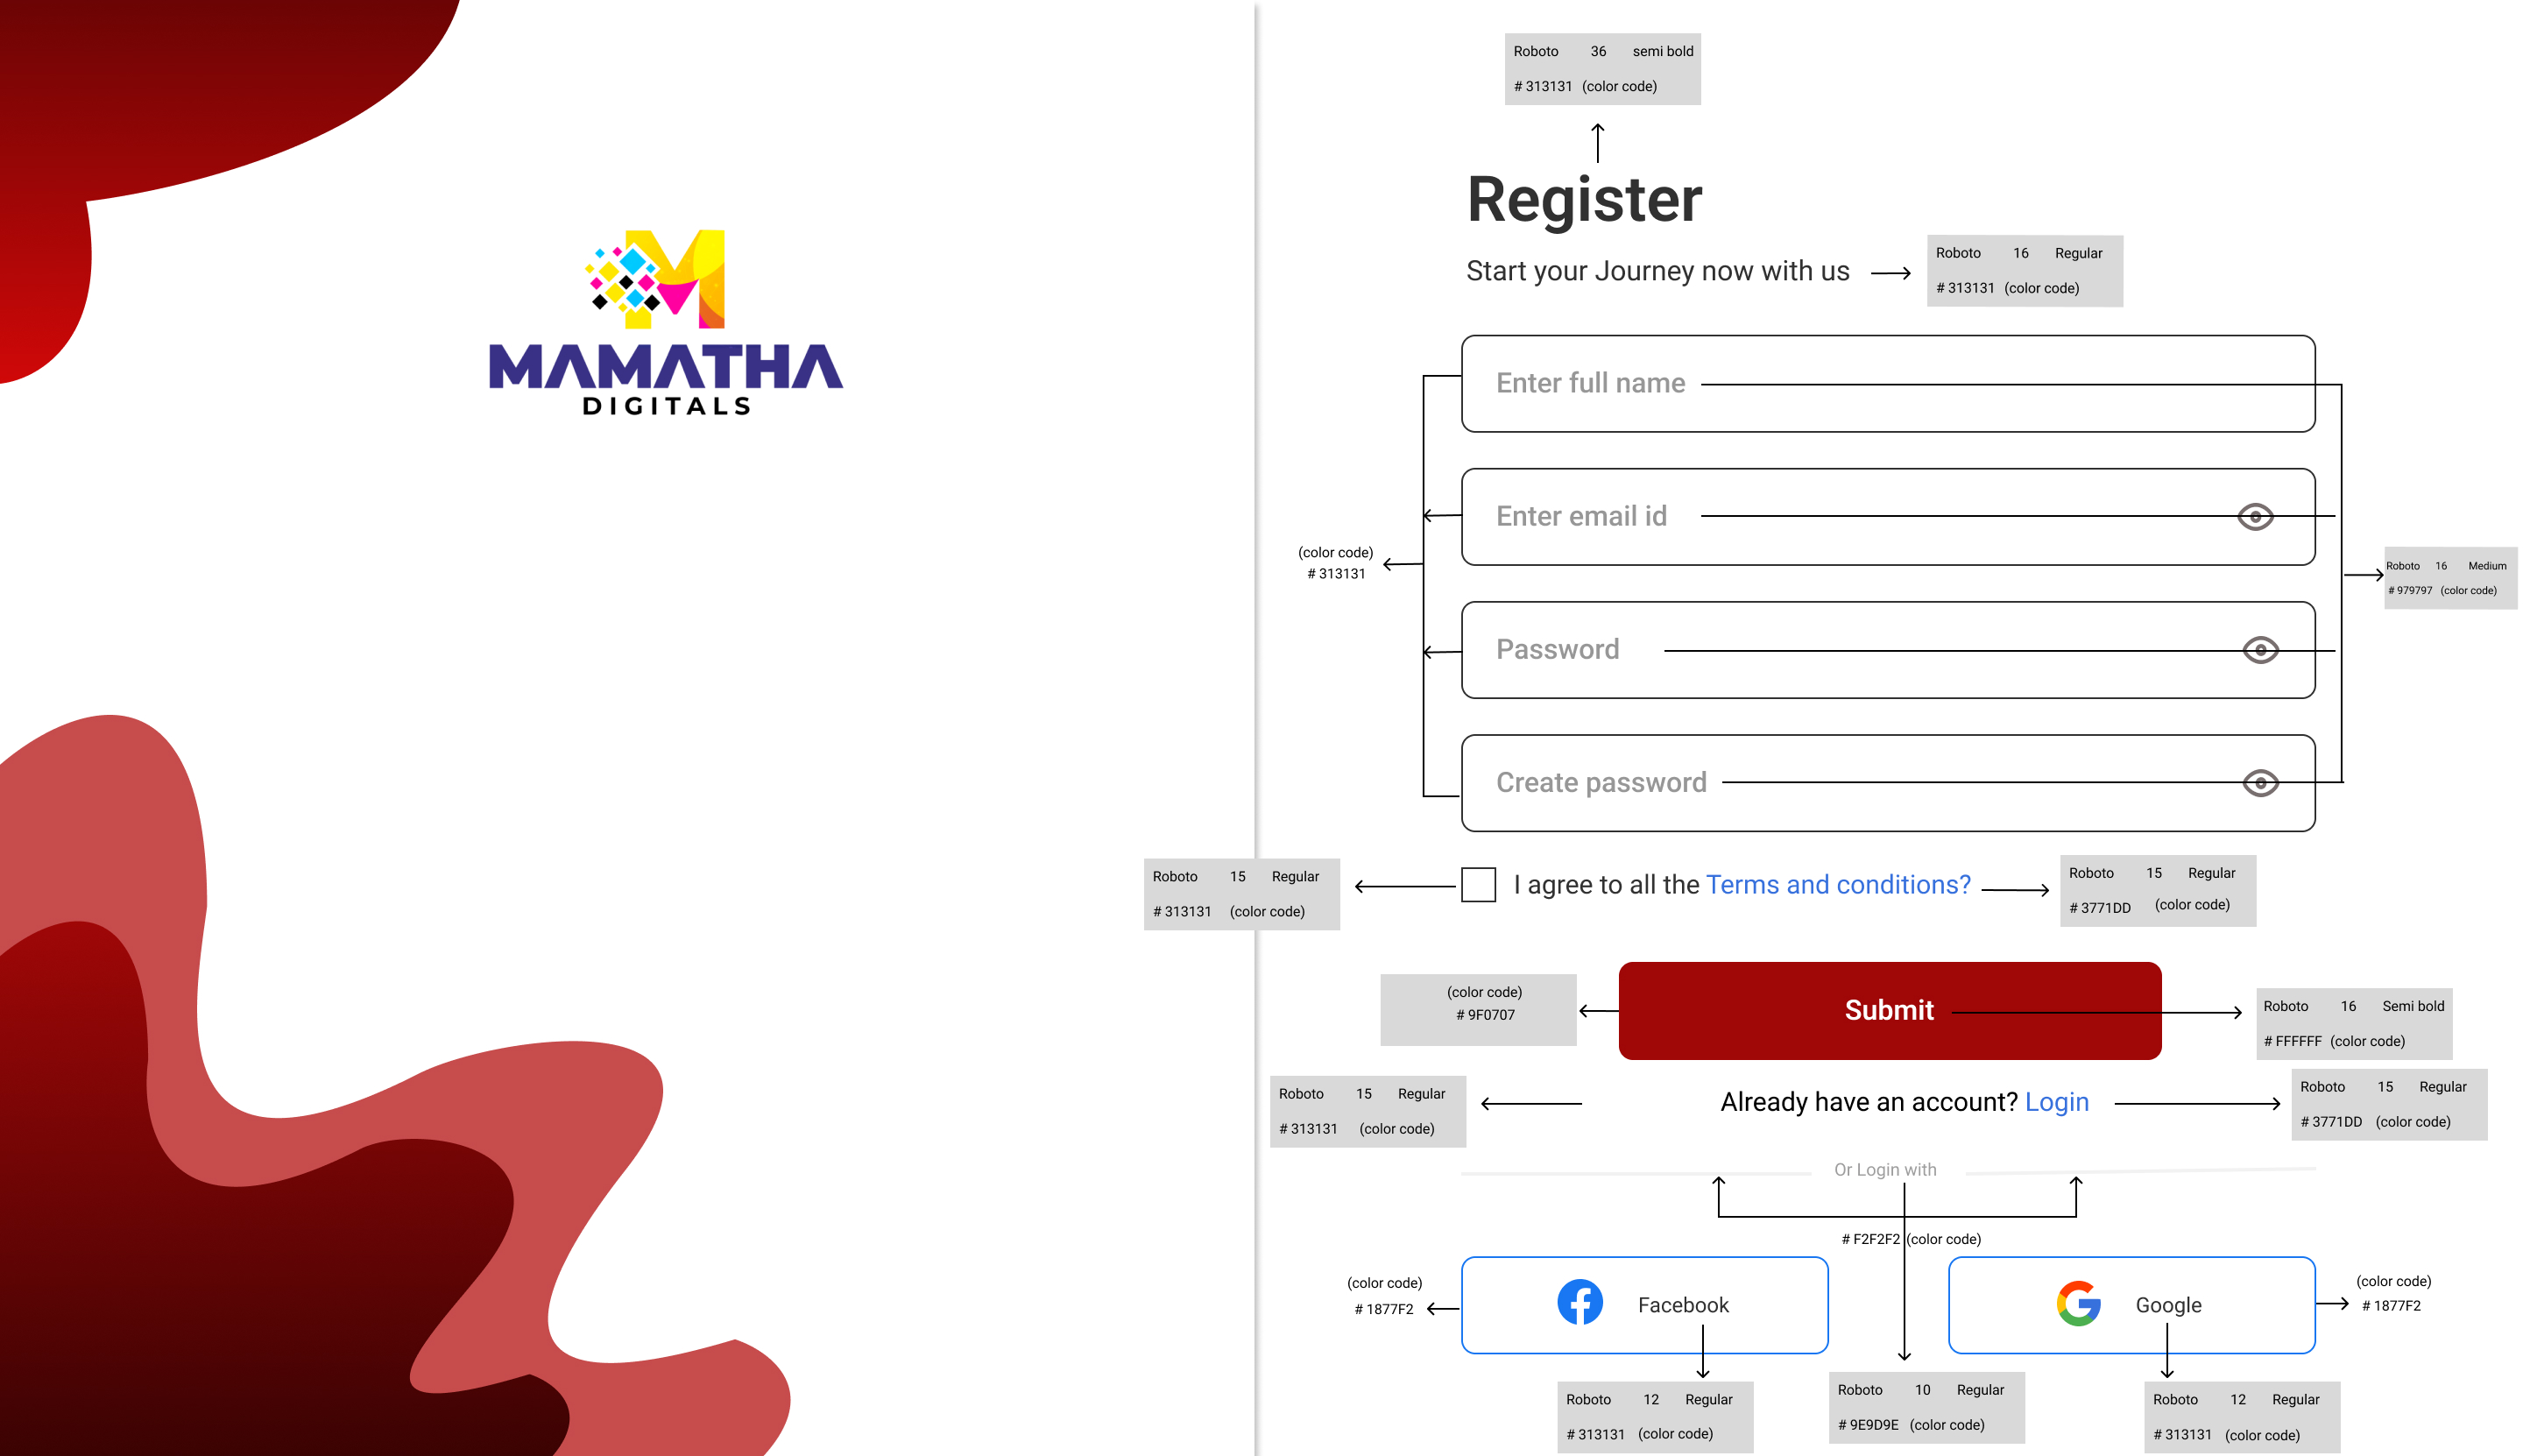 MAMATHA
DIGITALS
Roboto 36 semi bold
# 313131 (color code)
Register
Start your Journey now with us
Roboto 16 Regular
# 313131 (color code)
Enter full name
Enter email id
(color code)
# 313131
Roboto 16 Medium
# 979797 (color code)
Password
Create password
Roboto 15 Regular
# 313131 (color code)
I agree to all the Terms and conditions?
Roboto 15 Regular
# 3771DD (color code)
(color code)
# 9F0707
Submit
Roboto 16 Semi bold
# FFFFFF (color code)
Roboto 15 Regular
# 313131 (color code)
Already have an account? Login
Roboto 15 Regular
# 3771DD (color code)
Or Login with
# F2F2F2 (color code)
(color code)
# 1877F2
Facebook
Google
(color code)
# 1877F2
Roboto 12 Regular
# 313131 (color code)
Roboto 10 Regular
# 9E9D9E (color code)
Roboto 12 Regular
# 313131 (color code)